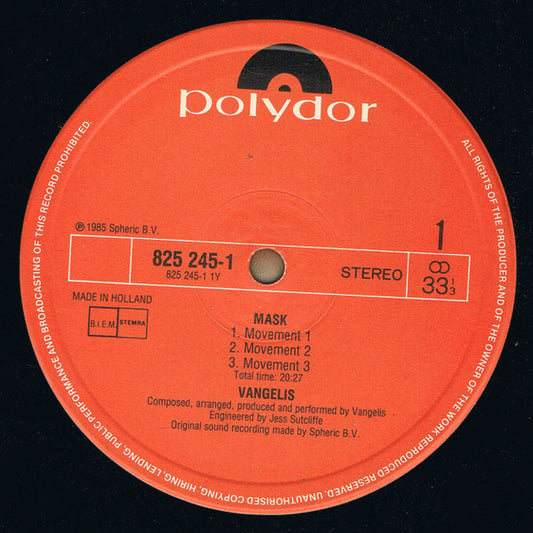 polydor
ALL RIGHTS OF THE PRODUCER AND OF THE OWNER OF THE WORK REPRODUCED RESERVED. UNAUTHORISED COPYING, HIRING, LENDING, PUBLIC PERFORMANCE AND BROADCASTING OF THIS RECORD PROHIBITED.
℗ 1985 Spheric B.V.
1
825 245-1
825 245-1 1Y
STEREO
33 1/3
MADE IN HOLLAND
B.I.E.M. STEMRA
MASK
1. Movement 1
2. Movement 2
3. Movement 3
Total time: 20:27
VANGELIS
Composed, arranged, produced and performed by Vangelis
Engineered by Jess Sutcliffe
Original sound recording made by Spheric B.V.